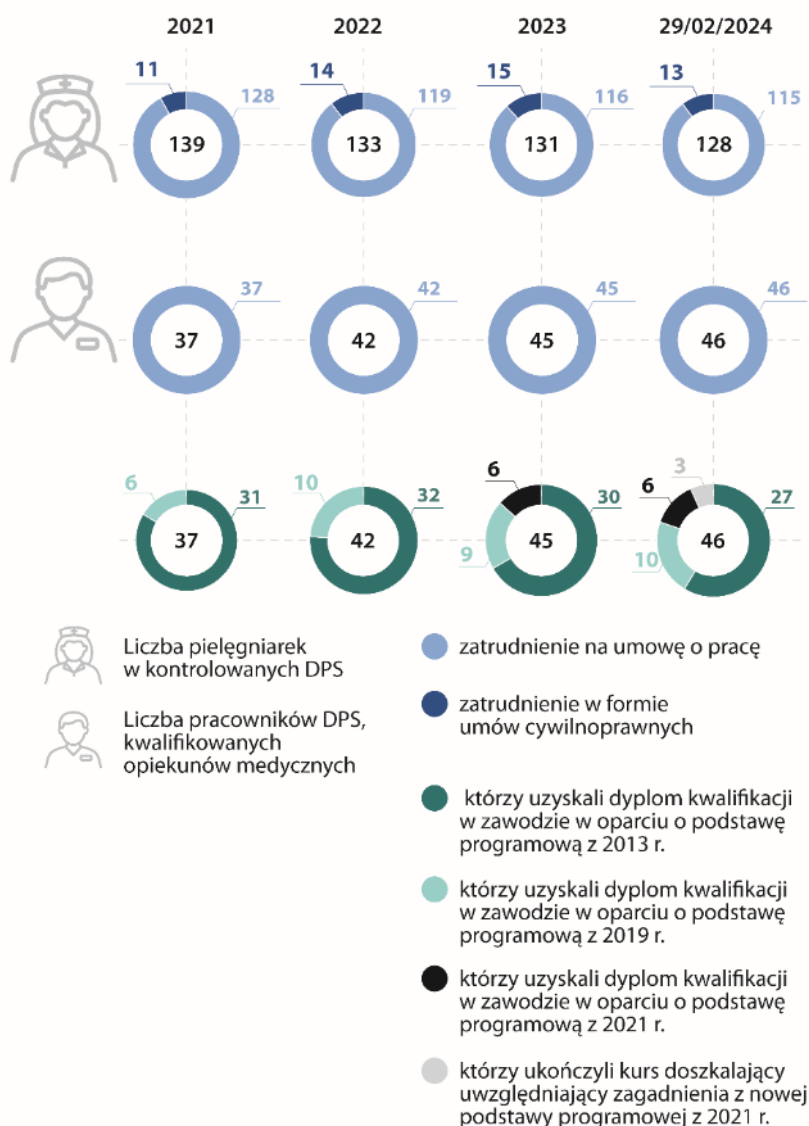 2021 2022 2023 29/02/2024
11 128 14 119 15 116 13 115
139 133 131 128
37 42 45 46
37 42 45 46
6 31 10 32 6 30 9 3 6 27 10
37 42 45 46
Liczba pielęgniarek
w kontrolowanych DPS
Liczba pracowników DPS,
kwalifikowanych
opiekunów medycznych
zatrudnienie na umowę o pracę
zatrudnienie w formie
umów cywilnoprawnych
którzy uzyskali dyplom kwalifikacji
w zawodzie w oparciu o podstawę
programową z 2013 r.
którzy uzyskali dyplom kwalifikacji
w zawodzie w oparciu o podstawę
programową z 2019 r.
którzy uzyskali dyplom kwalifikacji
w zawodzie w oparciu o podstawę
programową z 2021 r.
którzy ukończyli kurs doszkalający
uwzględniający zagadnienia z nowej
podstawy programowej z 2021 r.